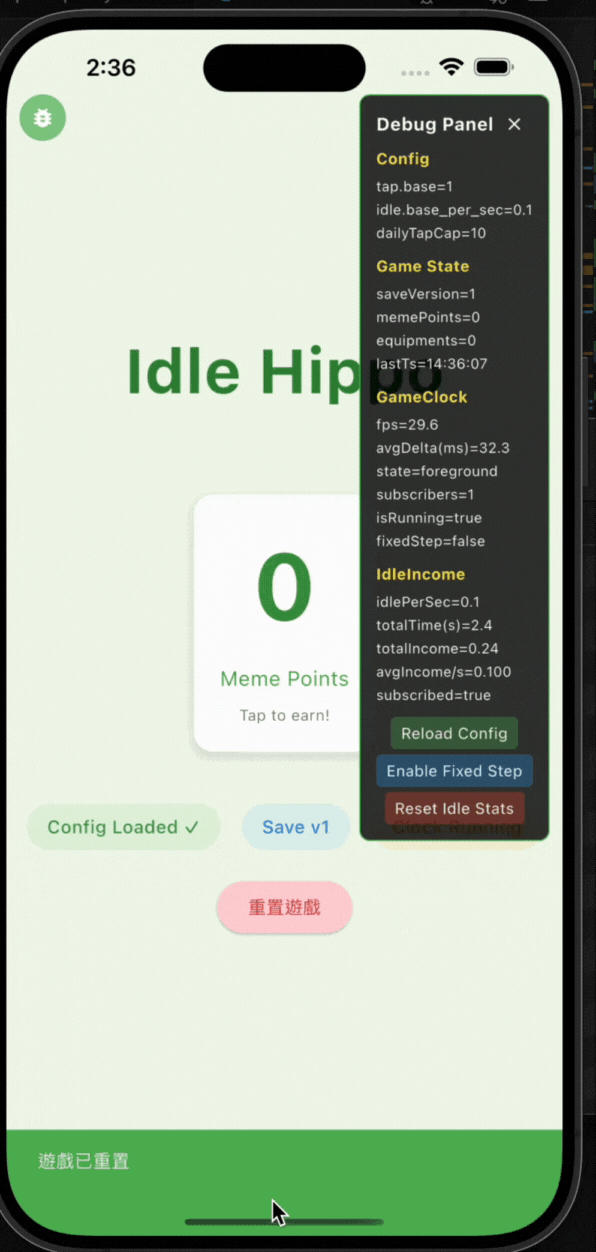 2:36
Debug Panel ×
Config
tap.base=1
idle.base_per_sec=0.1
dailyTapCap=10
Game State
saveVersion=1
memePoints=0
equipments=0
lastTs=14:36:07
GameClock
fps=29.6
avgDelta(ms)=32.3
state=foreground
subscribers=1
isRunning=true
fixedStep=false
IdleIncome
idlePerSec=0.1
totalTime(s)=2.4
totalIncome=0.24
avgIncome/s=0.100
subscribed=true
Reload Config
Enable Fixed Step
Reset Idle Stats
Idle Hippo
0
Meme Points
Tap to earn!
Config Loaded ✓
Save v1
Clock Running
重置遊戲
遊戲已重置